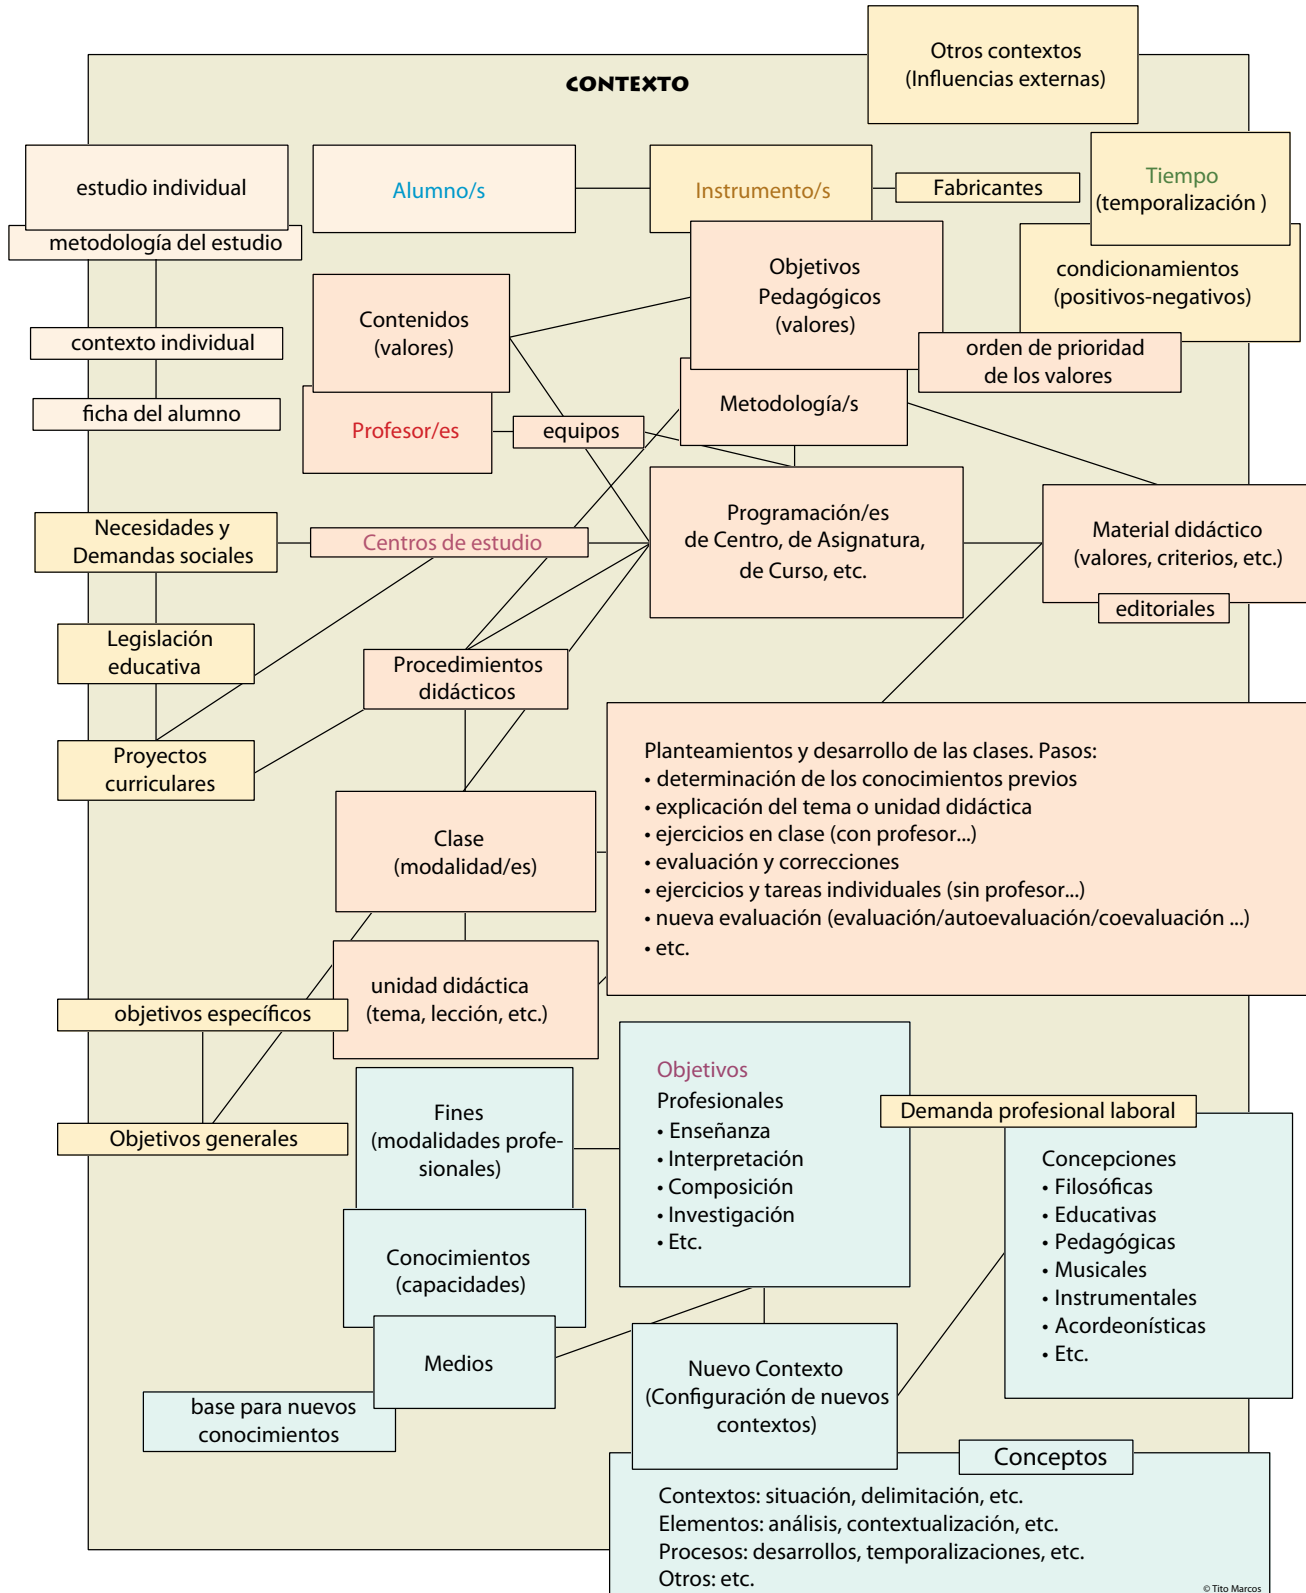 Otros contextos
(Influencias externas)
CONTEXTO
estudio individual
metodología del estudio
contexto individual
ficha del alumno
Alumno/s
Instrumento/s
Fabricantes
Tiempo
(temporalización )
condicionamientos
(positivos-negativos)
Objetivos
Pedagógicos
(valores)
orden de prioridad
de los valores
Contenidos
(valores)
Profesor/es
equipos
Metodología/s
Necesidades y
Demandas sociales
Centros de estudio
Programación/es
de Centro, de Asignatura,
de Curso, etc.
Material didáctico
(valores, criterios, etc.)
editoriales
Legislación
educativa
Procedimientos
didácticos
Proyectos
curriculares
Planteamientos y desarrollo de las clases. Pasos:
• determinación de los conocimientos previos
• explicación del tema o unidad didáctica
• ejercicios en clase (con profesor...)
• evaluación y correcciones
• ejercicios y tareas individuales (sin profesor...)
• nueva evaluación (evaluación/autoevaluación/coevaluación ...)
• etc.
Clase
(modalidad/es)
unidad didáctica
(tema, lección, etc.)
objetivos específicos
Objetivos generales
Fines
(modalidades profe-
sionales)
Objetivos
Profesionales
• Enseñanza
• Interpretación
• Composición
• Investigación
• Etc.
Demanda profesional laboral
Concepciones
• Filosóficas
• Educativas
• Pedagógicas
• Musicales
• Instrumentales
• Acordeonísticas
• Etc.
Conocimientos
(capacidades)
Medios
base para nuevos
conocimientos
Nuevo Contexto
(Configuración de nuevos
contextos)
Conceptos
Contextos: situación, delimitación, etc.
Elementos: análisis, contextualización, etc.
Procesos: desarrollos, temporalizaciones, etc.
Otros: etc.
© Tito Marcos